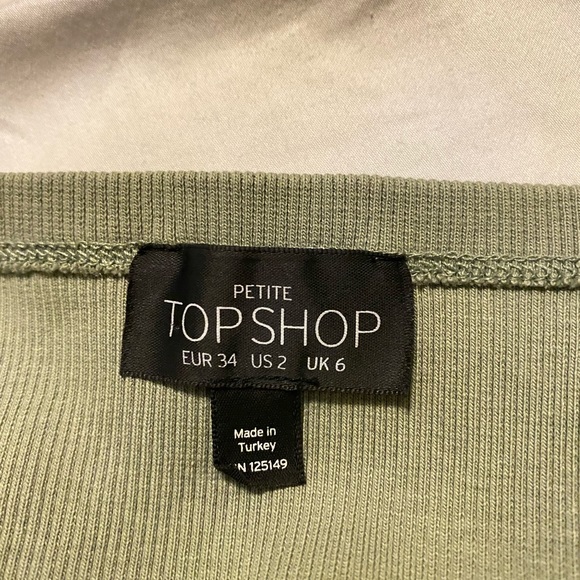 PETITE
TOPSHOP
EUR 34 US 2 UK 6
Made in
Turkey
125149